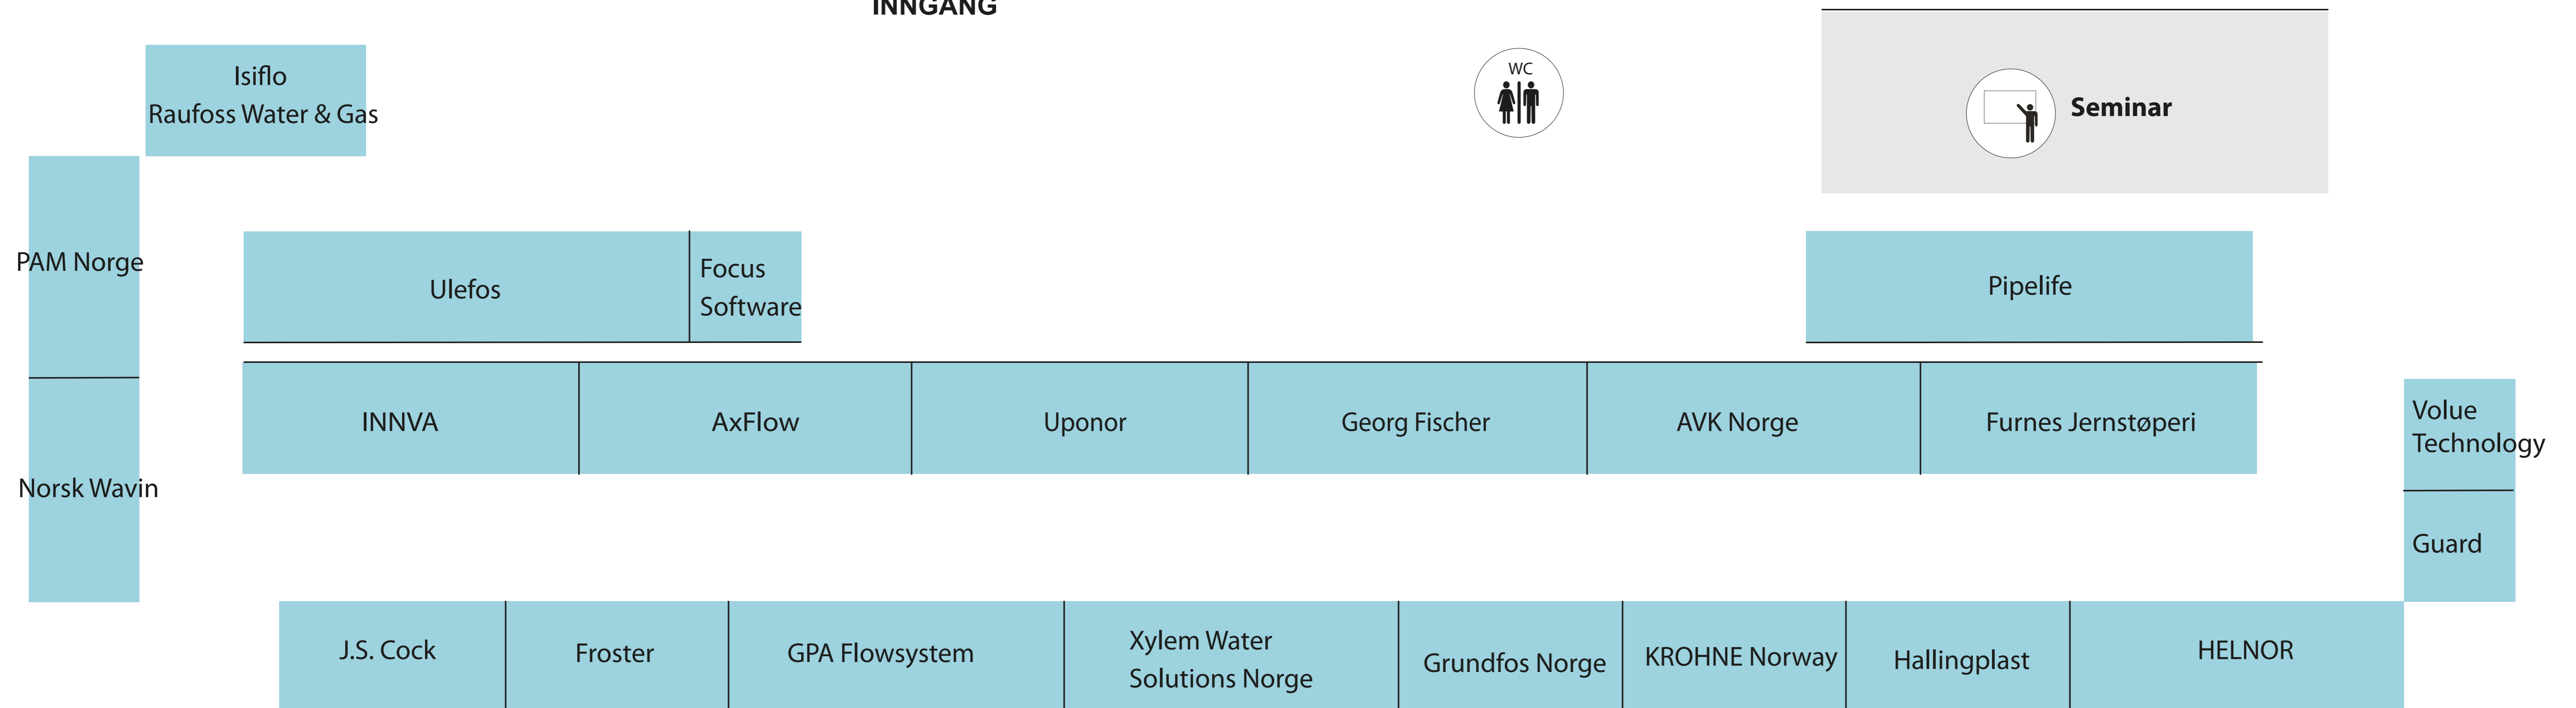 INNGANG
Isiflo
Raufoss Water & Gas
WC
Seminar
PAM Norge
Ulefos
Focus
Software
Pipelife
INNVA
AxFlow
Uponor
Georg Fischer
AVK Norge
Furnes Jernstøperi
Volue
Technology
Norsk Wavin
Guard
J.S. Cock
Froster
GPA Flowsystem
Xylem Water
Solutions Norge
Grundfos Norge
KROHNE Norway
Hallingplast
HELNOR